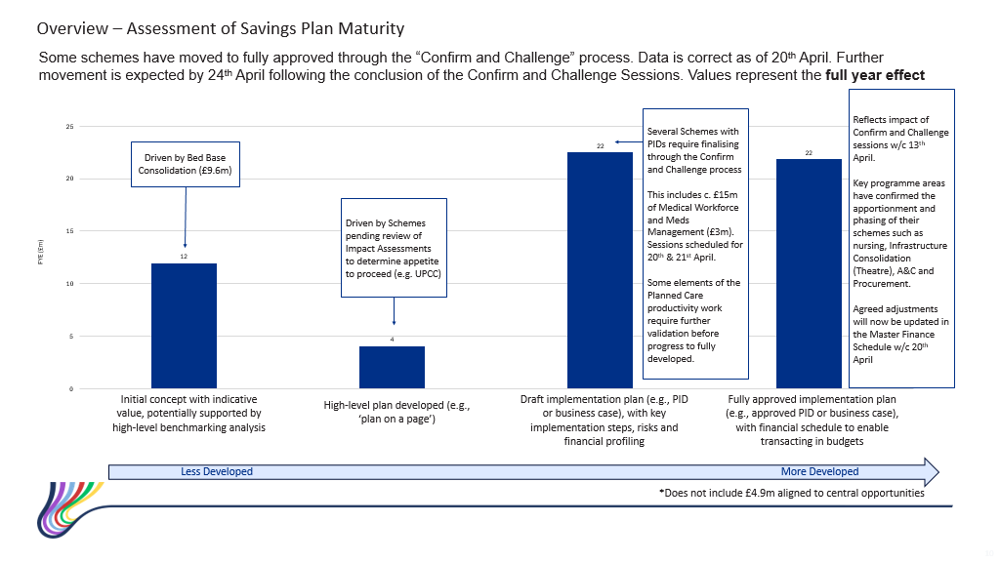 Overview – Assessment of Savings Plan Maturity
Some schemes have moved to fully approved through the “Confirm and Challenge” process. Data is correct as of 20th April. Further
movement is expected by 24th April following the conclusion of the Confirm and Challenge Sessions. Values represent the full year effect
FYE (£m)
25
20
15
10
5
0
Driven by Bed Base
Consolidation (£9.6m)
12
Initial concept with indicative
value, potentially supported by
high-level benchmarking analysis
Driven by Schemes
pending review of
Impact Assessments
to determine appetite
to proceed (e.g. UPCC)
4
High-level plan developed (e.g.,
‘plan on a page’)
22
Several Schemes with
PIDs require finalising
through the Confirm
and Challenge process
This includes c. £15m
of Medical Workforce
and Meds
Management (£3m).
Sessions scheduled for
20th & 21st April.
Some elements of the
Planned Care
productivity work
require further
validation before
progress to fully
developed.
Draft implementation plan (e.g., PID
or business case), with key
implementation steps, risks and
financial profiling
22
Reflects impact of
Confirm and Challenge
sessions w/c 13th
April.
Key programme areas
have confirmed the
apportionment and
phasing of their
schemes such as
nursing, Infrastructure
Consolidation
(Theatre), A&C and
Procurement.
Agreed adjustments
will now be updated in
the Master Finance
Schedule w/c 20th
April
Fully approved implementation plan
(e.g., approved PID or business case),
with financial schedule to enable
transacting in budgets
Less Developed
More Developed
*Does not include £4.9m aligned to central opportunities